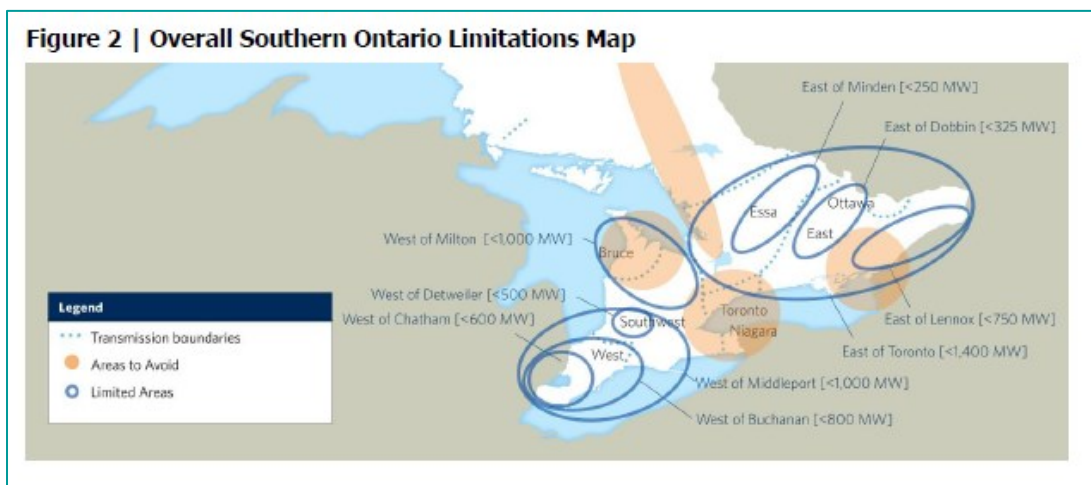 Figure 2 | Overall Southern Ontario Limitations Map
East of Minden [<250 MW]
East of Dobbin [<325 MW]
Essa
Ottawa
East
West of Milton [<1,000 MW]
Bruce
West of Detweiler [<500 MW]
West of Chatham [<600 MW]
Southwest
West
Toronto
Niagara
East of Lennox [<750 MW]
East of Toronto [<1,400 MW]
West of Middleport [<1,000 MW]
West of Buchanan [<800 MW]
Legend
Transmission boundaries
Areas to Avoid
Limited Areas